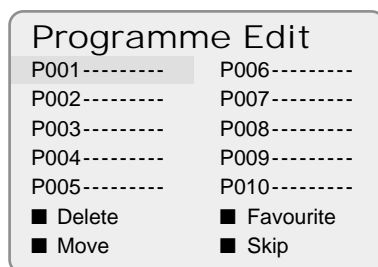 Programme Edit
P001--------- P006---------
P002--------- P007---------
P003--------- P008---------
P004--------- P009---------
P005--------- P010---------
■ Delete ■ Favourite
■ Move ■ Skip